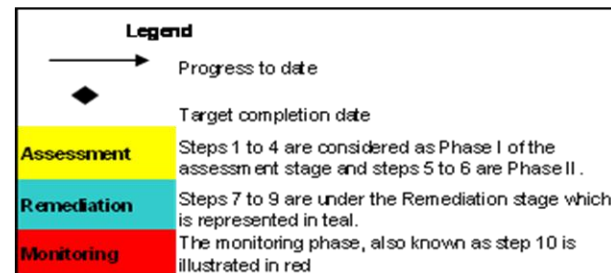 Legend
Progress to date
Target completion date
Assessment
Steps 1 to 4 are considered as Phase I of the
assessment stage and steps 5 to 6 are Phase II .
Remediation
Steps 7 to 9 are under the Remediation stage which
is represented in teal.
Monitoring
The monitoring phase, also known as step 10 is
illustrated in red